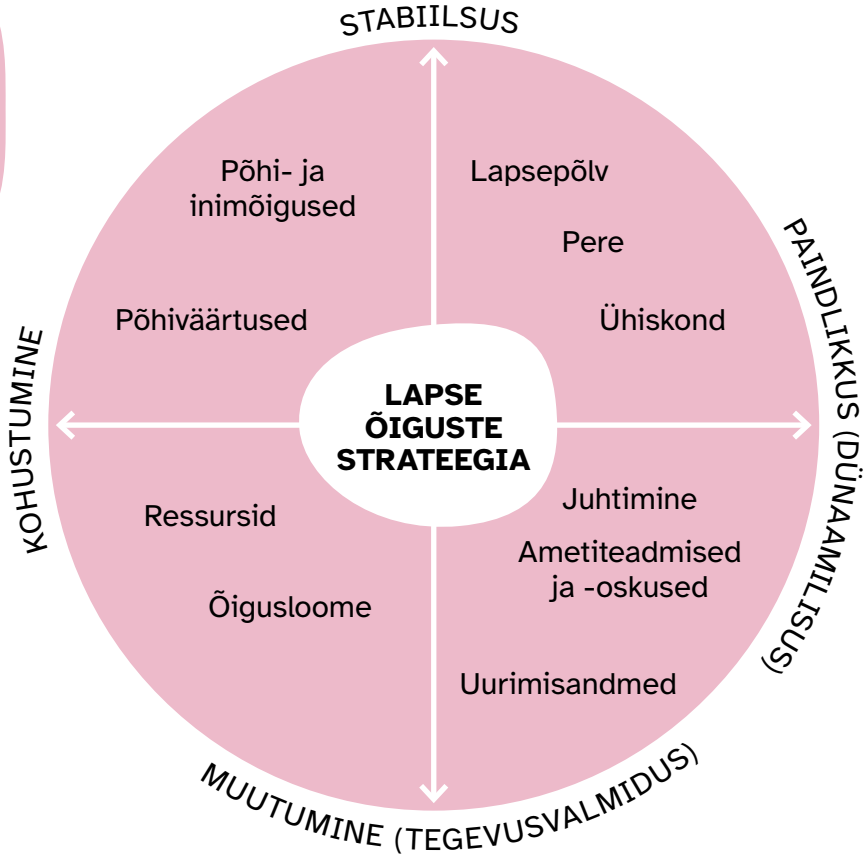 STABIILSUS
Põhi- ja
inimõigused
Põhiväärtused
Lapsepõlv
Pere
Ühiskond
PAINDLIKKUS (DÜNAAMILISUS)
KOHUSTUMINE
LAPSE
ÕIGUSTE
STRATEEGIA
Ressursid
Õigusloome
Juhtimine
Ametiteadmised
ja -oskused
Uurimisandmed
MUUTUMINE (TEGEVUSVALMIDUS)